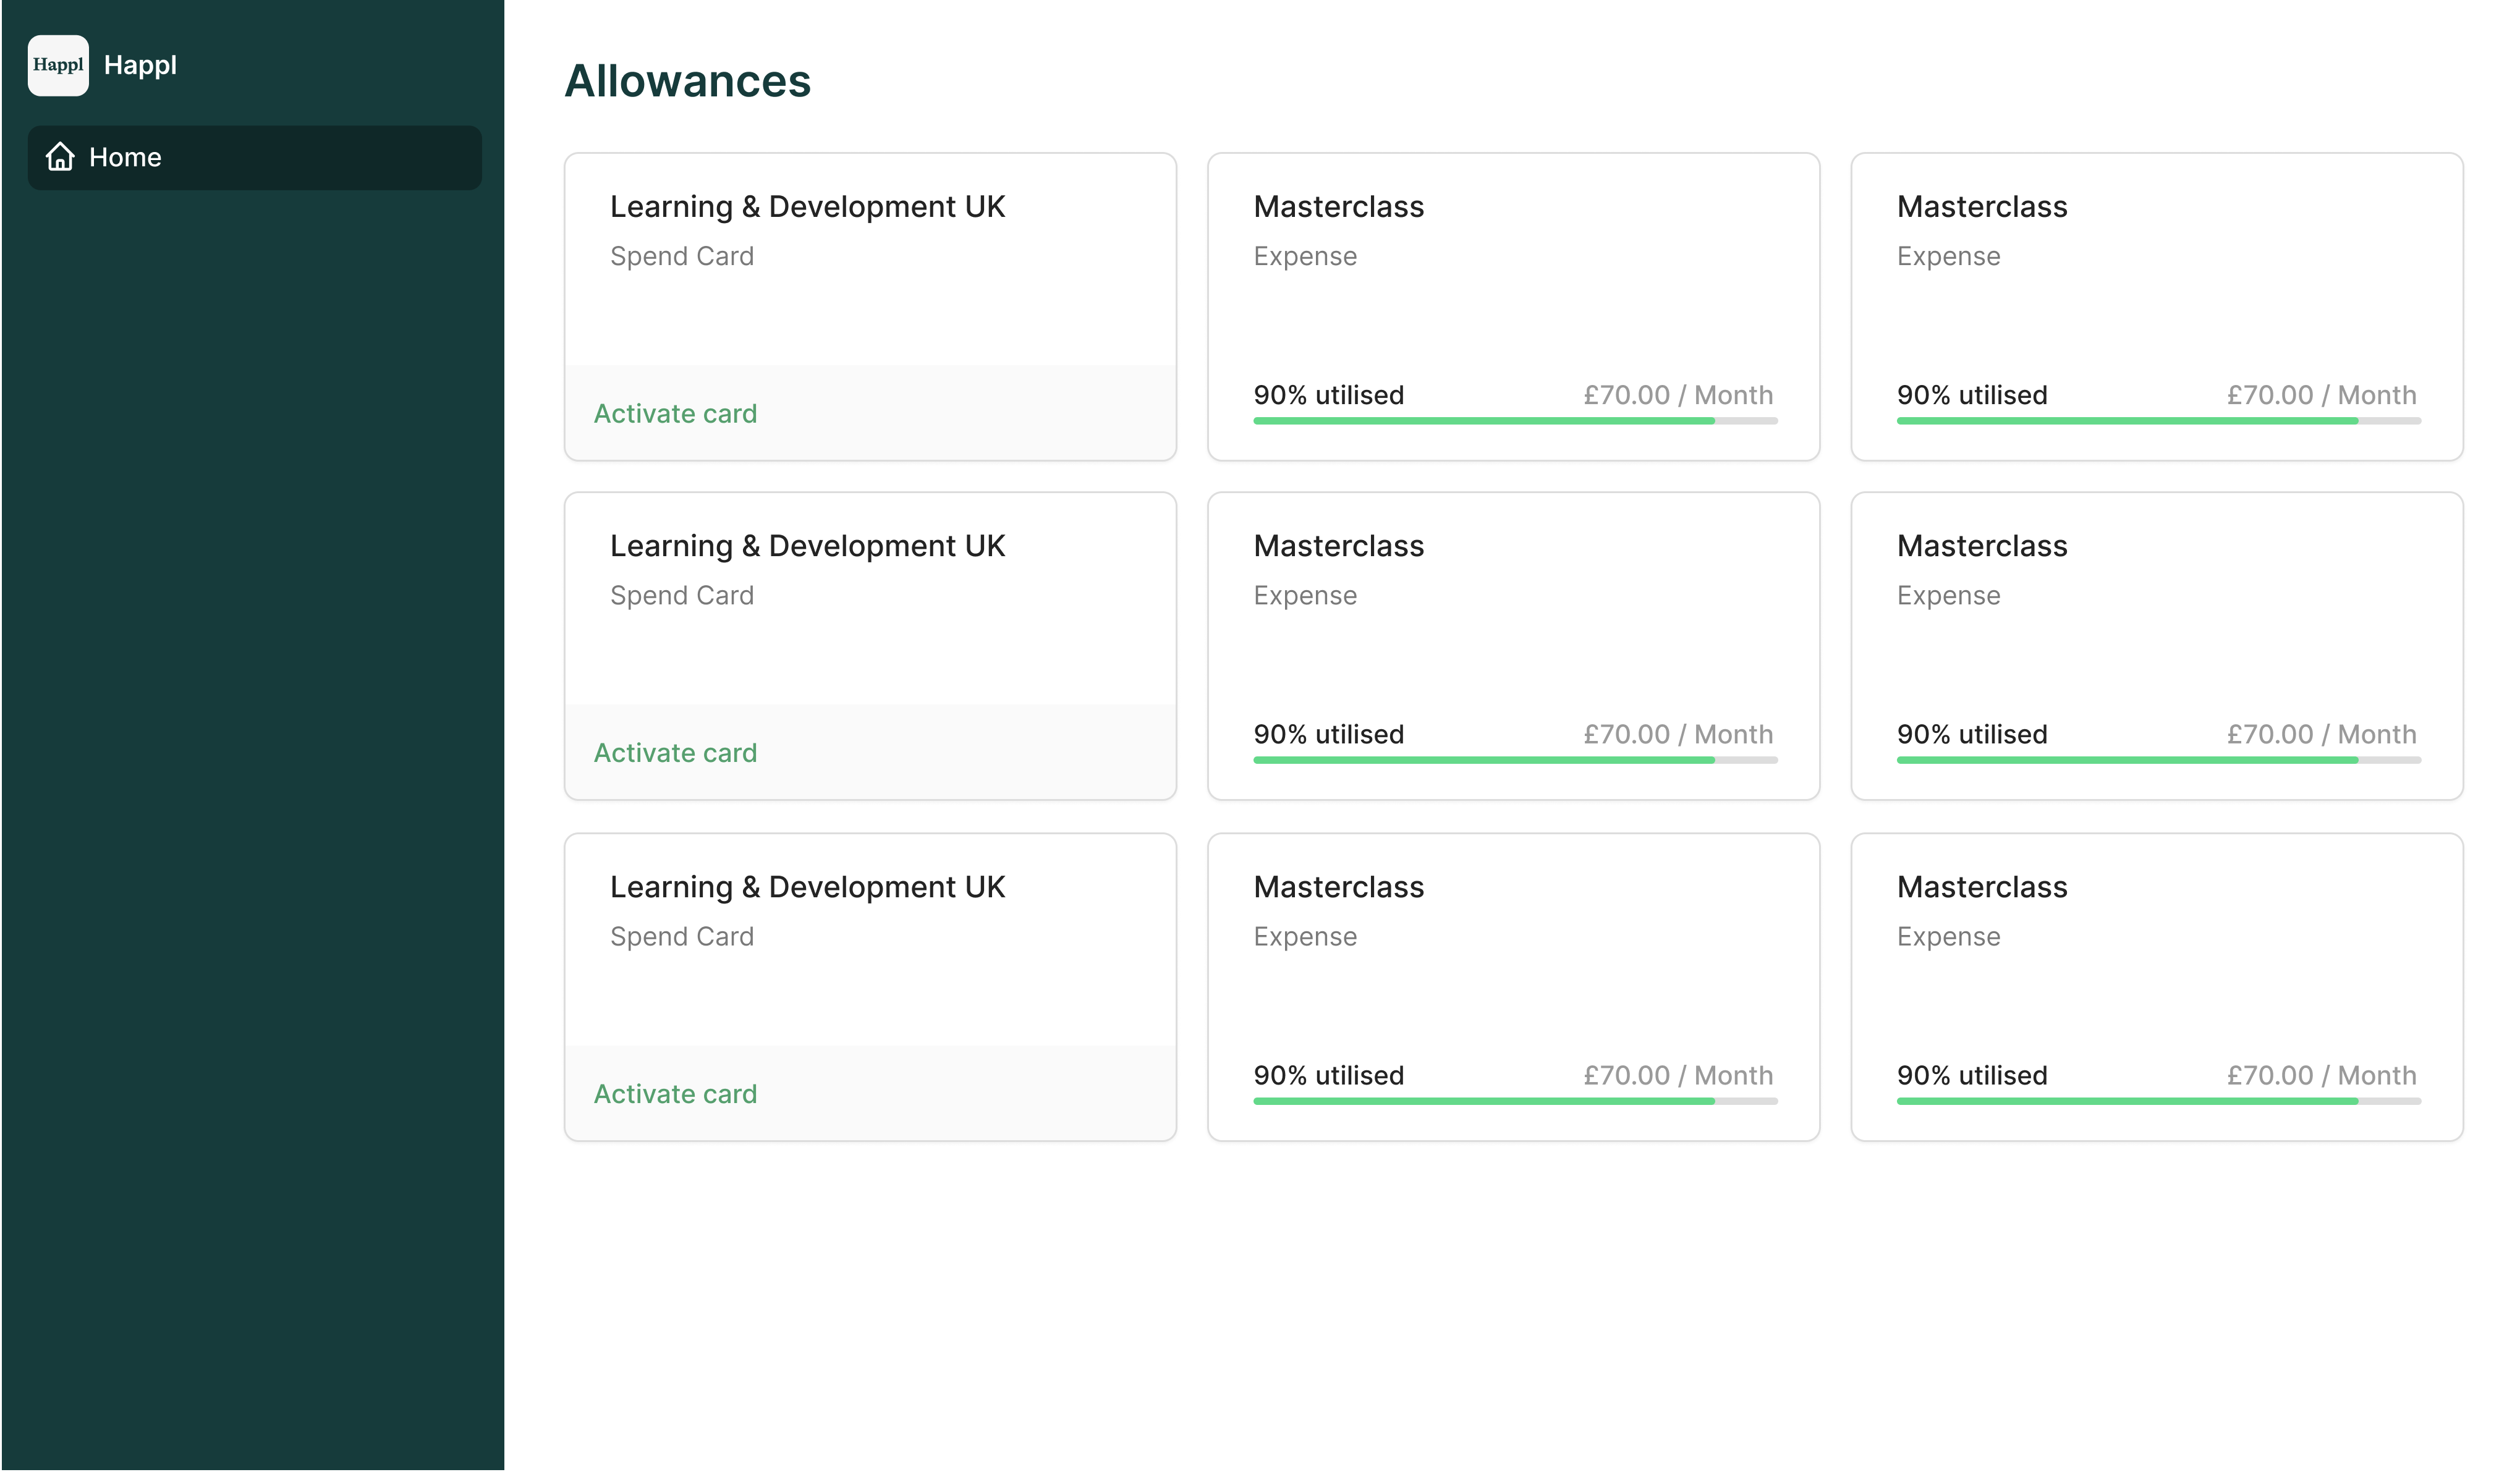 Happl Happl
Home
Allowances
Learning & Development UK
Spend Card
Activate card
Masterclass
Expense
90% utilised £70.00 / Month
Masterclass
Expense
90% utilised £70.00 / Month
Learning & Development UK
Spend Card
Activate card
Masterclass
Expense
90% utilised £70.00 / Month
Masterclass
Expense
90% utilised £70.00 / Month
Learning & Development UK
Spend Card
Activate card
Masterclass
Expense
90% utilised £70.00 / Month
Masterclass
Expense
90% utilised £70.00 / Month